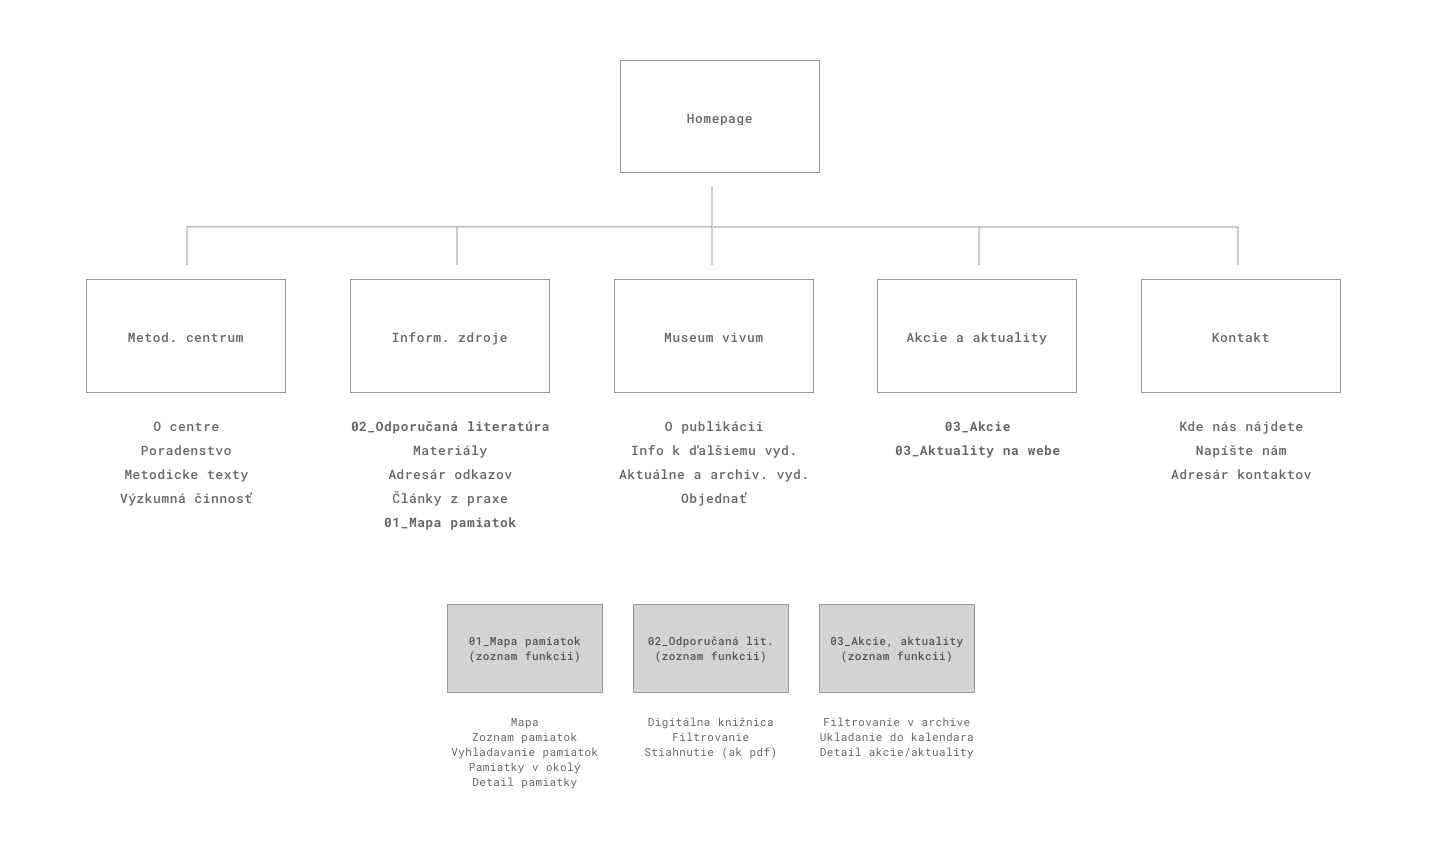 Homepage
Metod. centrum
Inform. zdroje
Museum vivum
Akcie a aktuality
Kontakt
O centre
Poradenstvo
Metodicke texty
Výzkumná činnosť
02_Odporučaná literatúra
Materiály
Adresár odkazov
Články z praxe
01_Mapa pamiatok
O publikácii
Info k ďalšiemu vyd.
Aktuálne a archiv. vyd.
Objednať
03_Akcie
03_Aktuality na webe
Kde nás nájdete
Napíšte nám
Adresár kontaktov
01_Mapa pamiatok
(zoznam funkcii)
02_Odporučaná lit.
(zoznam funkcii)
03_Akcie, aktuality
(zoznam funkcii)
Mapa
Zoznam pamiatok
Vyhladavanie pamiatok
Pamiatky v okolý
Detail pamiatky
Digitálna knižnica
Filtrovanie
Stiahnutie (ak pdf)
Filtrovanie v archive
Ukladanie do kalendara
Detail akcie/aktuality